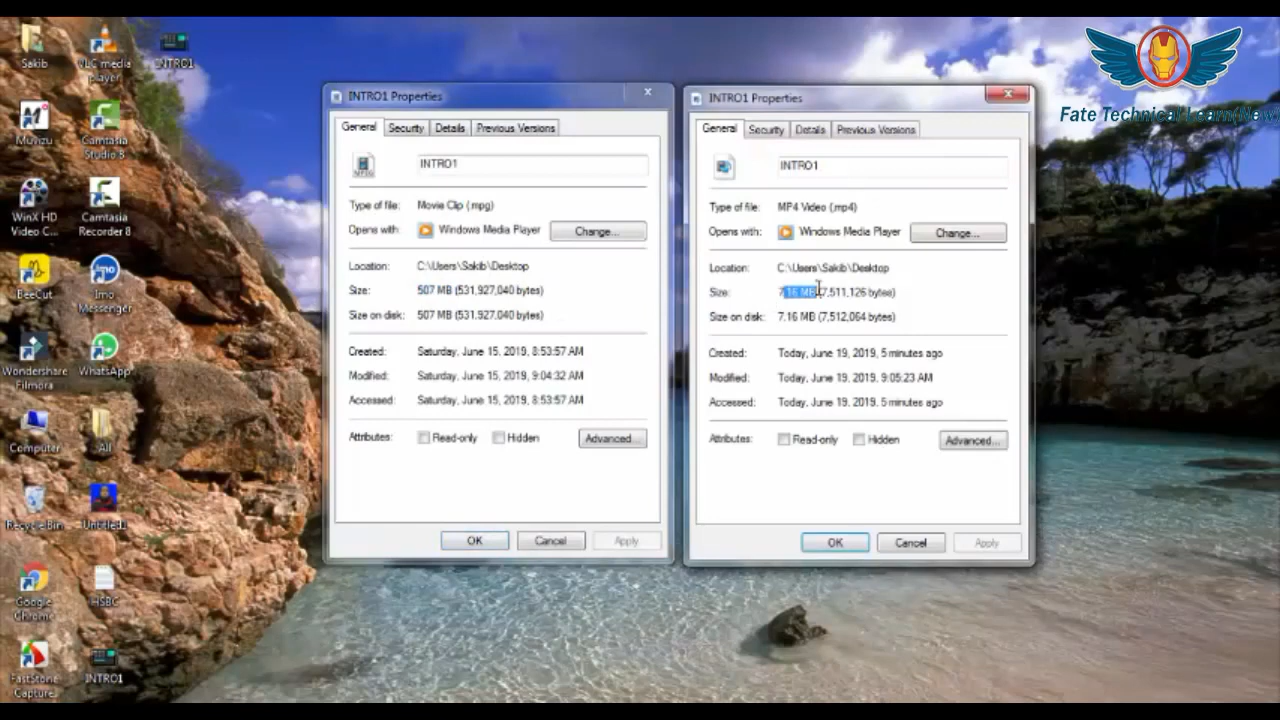 Sakib
VLC media
player
INTRO1
Muvizu
Camtasia
Studio 8
WinX HD
Video C...
Camtasia
Recorder 8
BeeCut
Imo
Messenger
Wondershare
Filmora
WhatsApp
Computer
All
Recycle Bin
Untitled
Google
Chrome
HSBC
FastStone
Capture
INTRO1
INTRO1 Properties
General
Security
Details
Previous Versions
MPEG
INTRO1
Type of file: Movie Clip (.mpg)
Opens with: Windows Media Player Change...
Location: C:\Users\Sakib\Desktop
Size: 507 MB (531,927,040 bytes)
Size on disk: 507 MB (531,927,040 bytes)
Created: Saturday, June 15, 2019, 8:53:57 AM
Modified: Saturday, June 15, 2019, 9:04:32 AM
Accessed: Saturday, June 15, 2019, 8:53:57 AM
Attributes: Read-only Hidden Advanced...
OK Cancel Apply
INTRO1 Properties
General
Security
Details
Previous Versions
INTRO1
Type of file: MP4 Video (.mp4)
Opens with: Windows Media Player Change...
Location: C:\Users\Sakib\Desktop
Size: 7.16 MB (7,511,126 bytes)
Size on disk: 7.16 MB (7,512,064 bytes)
Created: Today, June 19, 2019, 5 minutes ago
Modified: Today, June 19, 2019, 9:05:23 AM
Accessed: Today, June 19, 2019, 5 minutes ago
Attributes: Read-only Hidden Advanced...
OK Cancel Apply
Fate Technical Learn(New